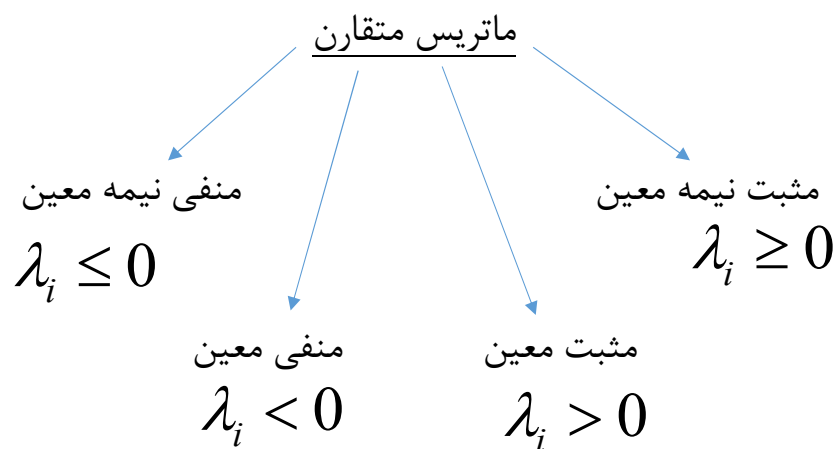 ماتریس متقارن
مثبت نیمه معین
λᵢ ≥ 0
منفی نیمه معین
λᵢ ≤ 0
مثبت معین
λᵢ > 0
منفی معین
λᵢ < 0